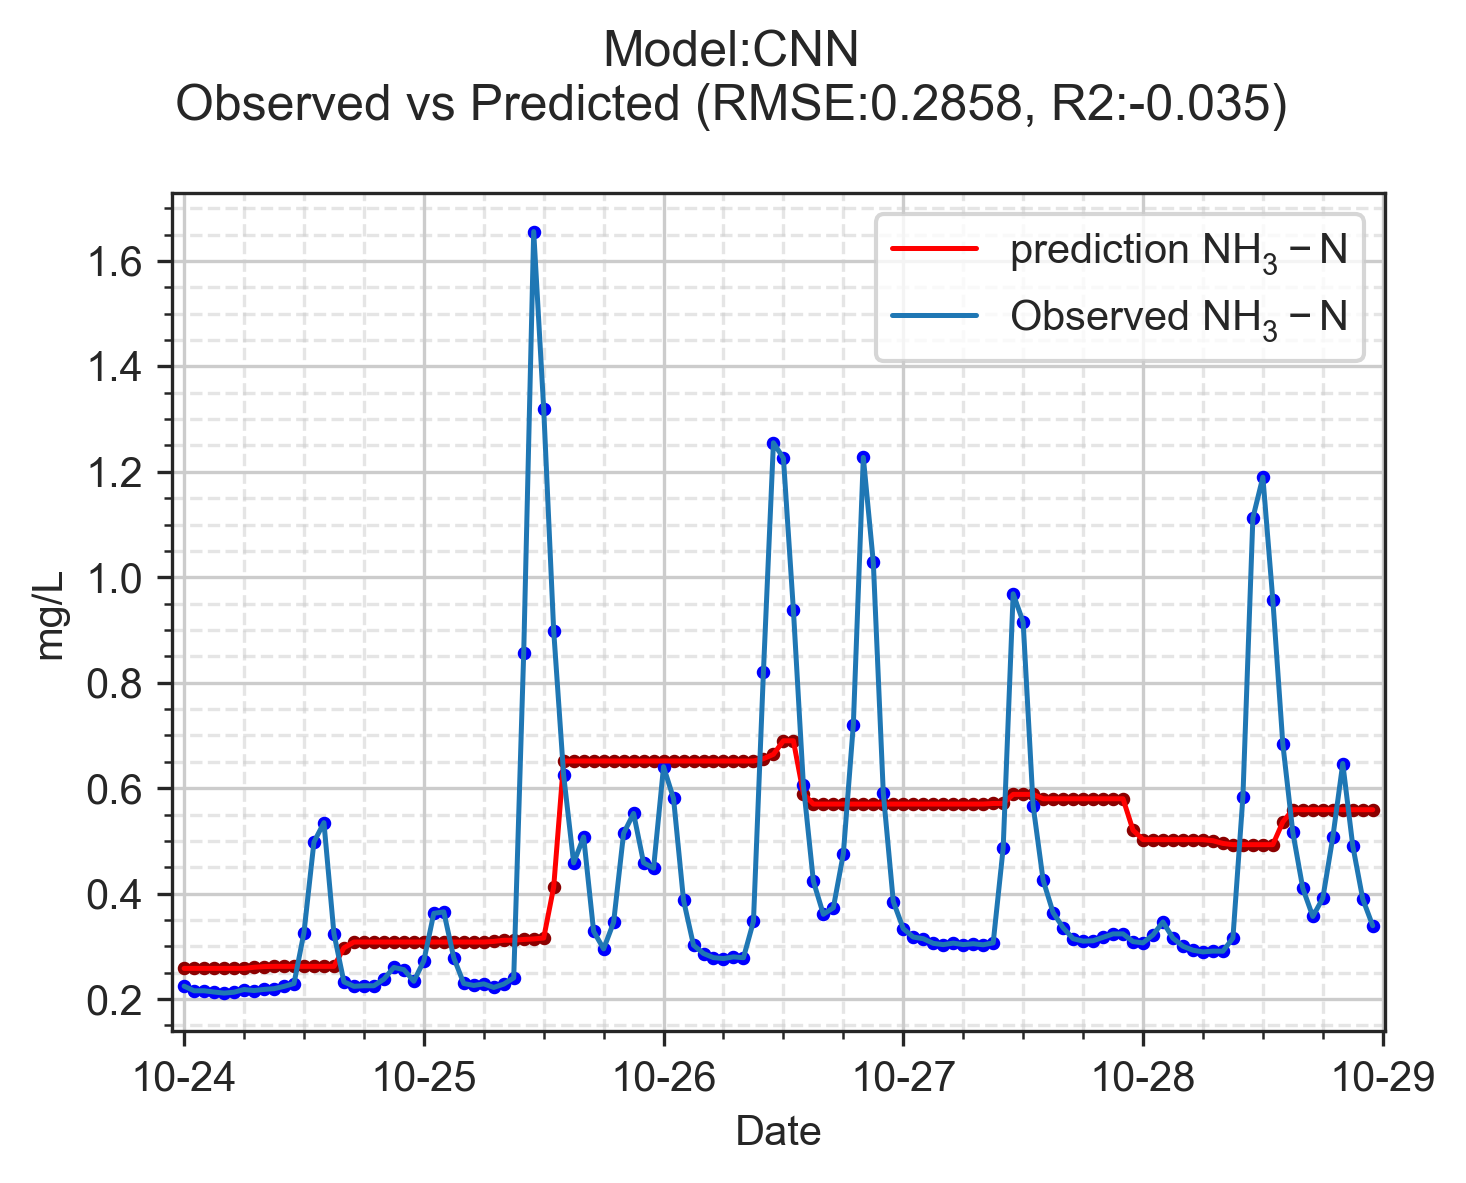 Model:CNN
Observed vs Predicted (RMSE:0.2858, R2:-0.035)
prediction NH₃ − N
Observed NH₃ − N
1.6
1.4
1.2
1.0
0.8
0.6
0.4
0.2
mg/L
10-24 10-25 10-26 10-27 10-28 10-29
Date